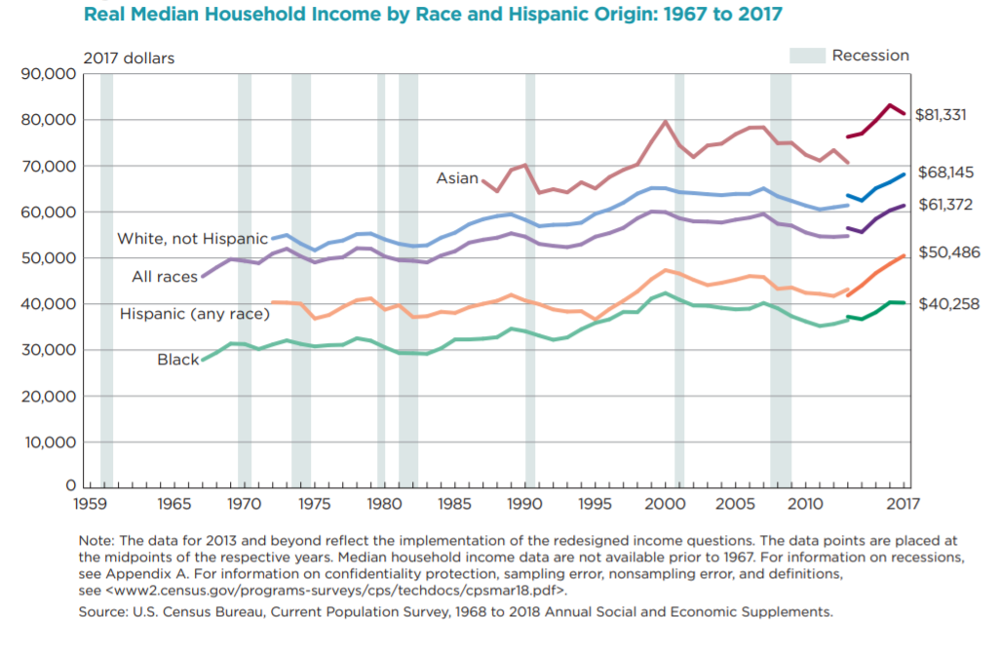 Real Median Household Income by Race and Hispanic Origin: 1967 to 2017
2017 dollars
Recession
90,000
80,000
70,000
60,000
50,000
40,000
30,000
20,000
10,000
0
Asian
White, not Hispanic
All races
Hispanic (any race)
Black
$81,331
$68,145
$61,372
$50,486
$40,258
1959 1965 1970 1975 1980 1985 1990 1995 2000 2005 2010 2017
Note: The data for 2013 and beyond reflect the implementation of the redesigned income questions. The data points are placed at
the midpoints of the respective years. Median household income data are not available prior to 1967. For information on recessions,
see Appendix A. For information on confidentiality protection, sampling error, nonsampling error, and definitions,
see <www2.census.gov/programs-surveys/cps/techdocs/cpsmar18.pdf>.
Source: U.S. Census Bureau, Current Population Survey, 1968 to 2018 Annual Social and Economic Supplements.